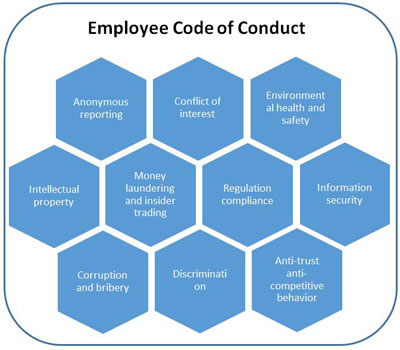 Employee Code of Conduct
Anonymous
reporting
Conflict of
interest
Environment
al health and
safety
Intellectual
property
Money
laundering
and insider
trading
Regulation
compliance
Information
security
Corruption
and bribery
Discriminati
on
Anti-trust
anti-
competitive
behavior